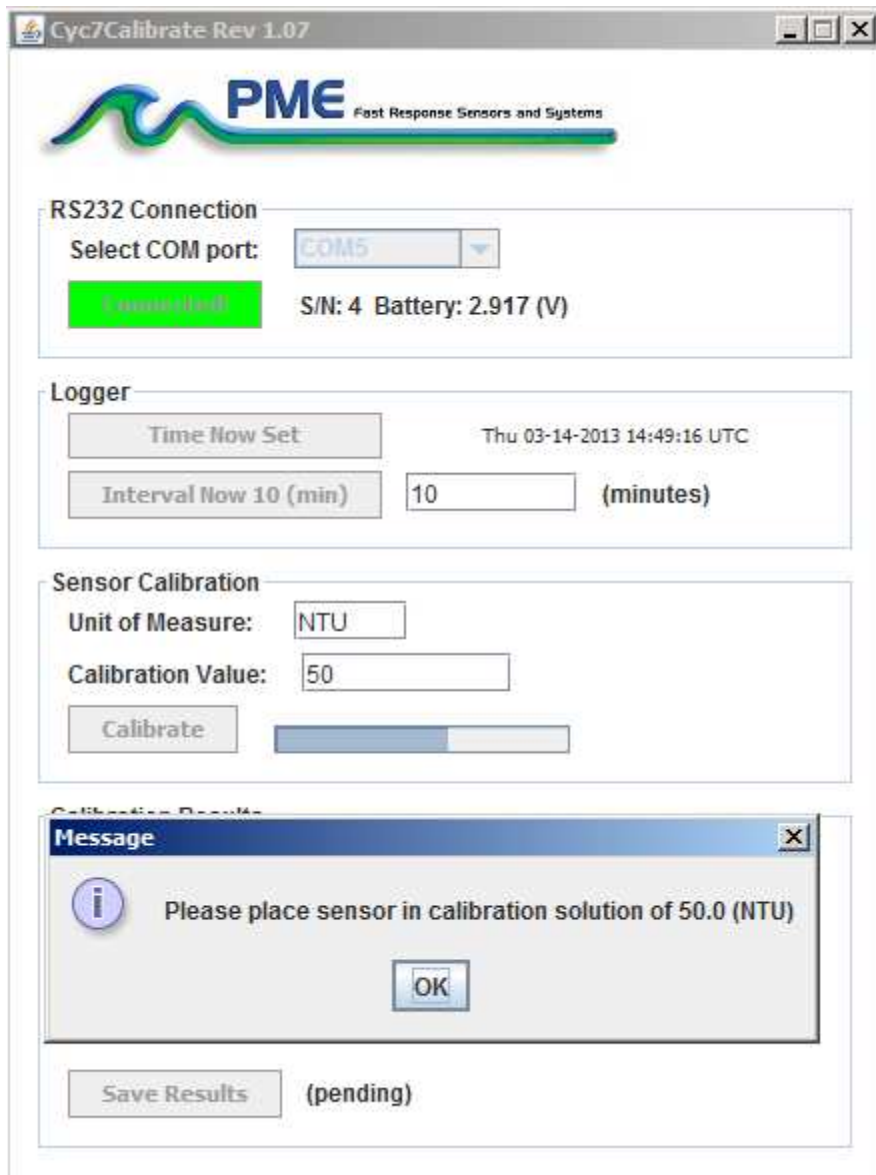 Cyc7Calibrate Rev 1.07
PME Fast Response Sensors and Systems
RS232 Connection
Select COM port: COM5
Connected! S/N: 4 Battery: 2.917 (V)
Logger
Time Now Set Thu 03-14-2013 14:49:16 UTC
Interval Now 10 (min) 10 (minutes)
Sensor Calibration
Unit of Measure: NTU
Calibration Value: 50
Calibrate
Calibration Results
Message
Please place sensor in calibration solution of 50.0 (NTU)
OK
Save Results (pending)